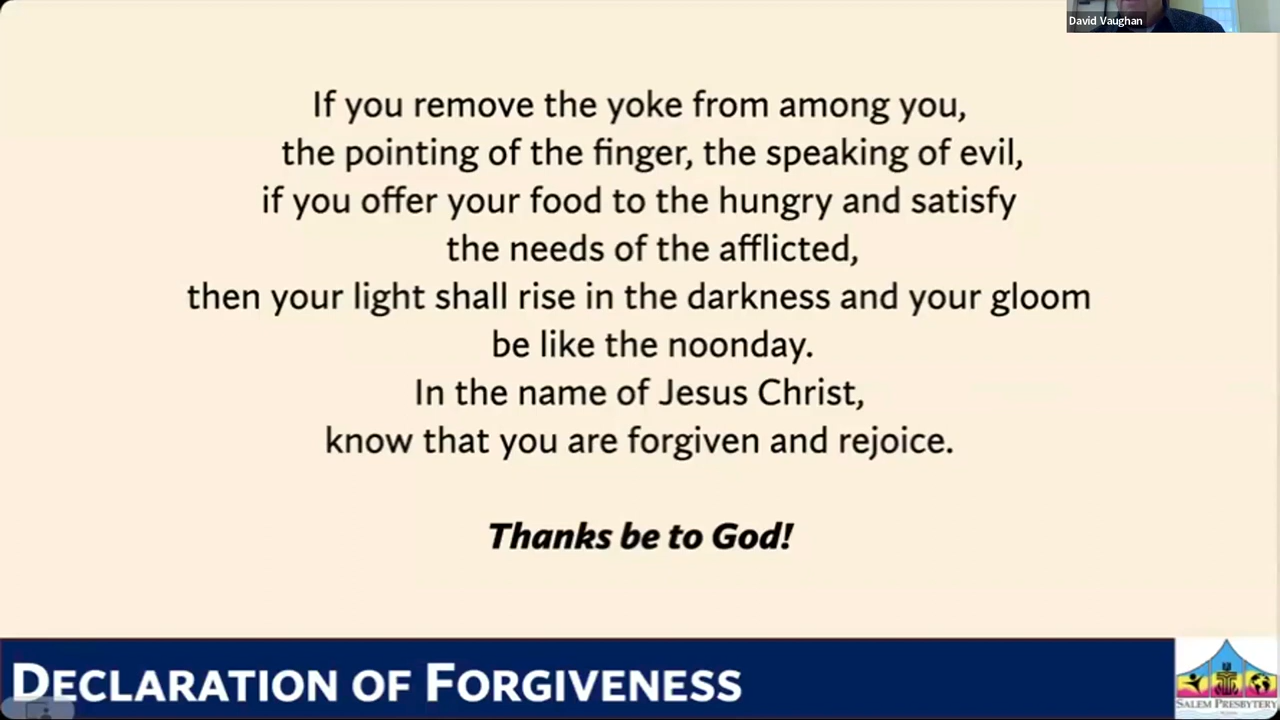 David Vaughan
If you remove the yoke from among you,
the pointing of the finger, the speaking of evil,
if you offer your food to the hungry and satisfy
the needs of the afflicted,
then your light shall rise in the darkness and your gloom
be like the noonday.
In the name of Jesus Christ,
know that you are forgiven and rejoice.
Thanks be to God!
DECLARATION OF FORGIVENESS
SALEM PRESBYTERY